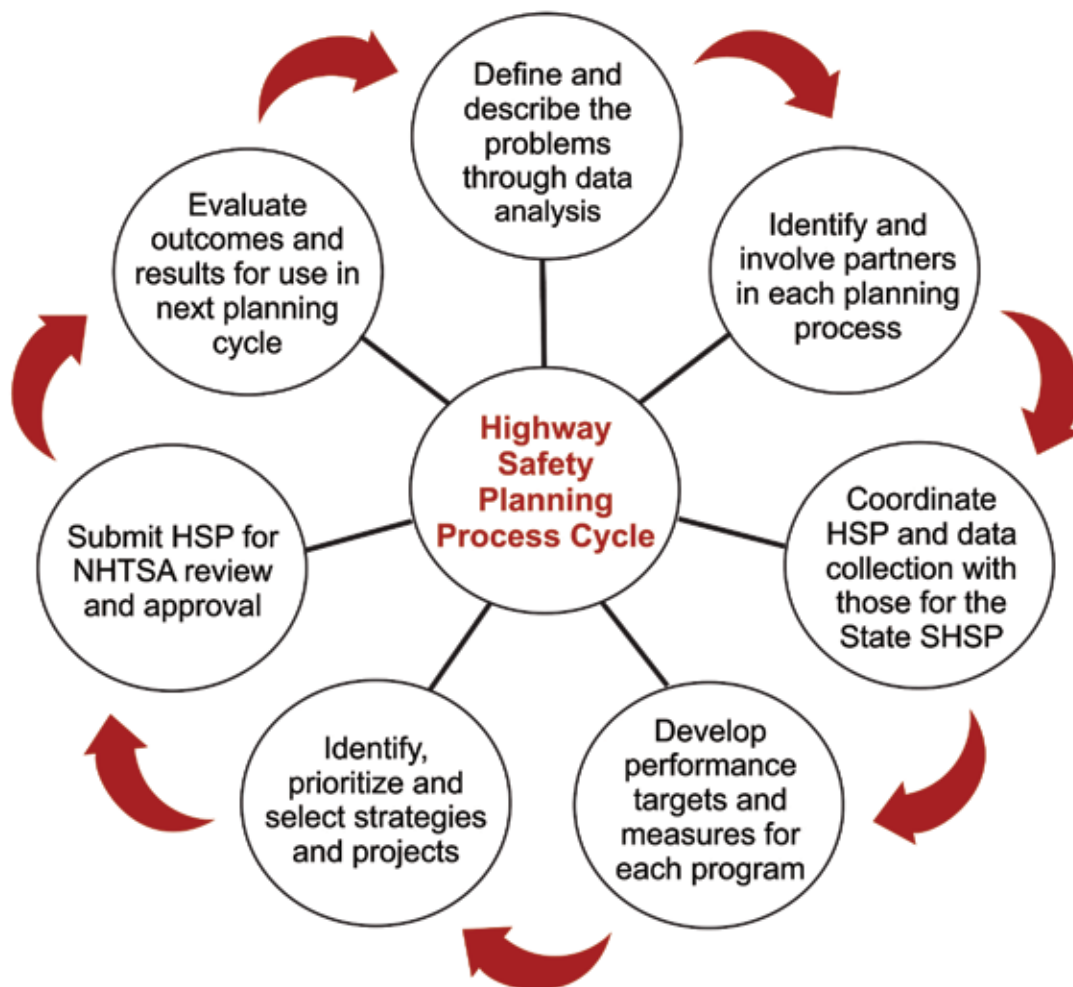 Define and
describe the
problems
through data
analysis
Identify and
involve partners
in each planning
process
Coordinate
HSP and data
collection with
those for the
State SHSP
Develop
performance
targets and
measures for
each program
Identify,
prioritize and
select strategies
and projects
Submit HSP for
NHTSA review
and approval
Evaluate
outcomes and
results for use in
next planning
cycle
Highway
Safety
Planning
Process Cycle